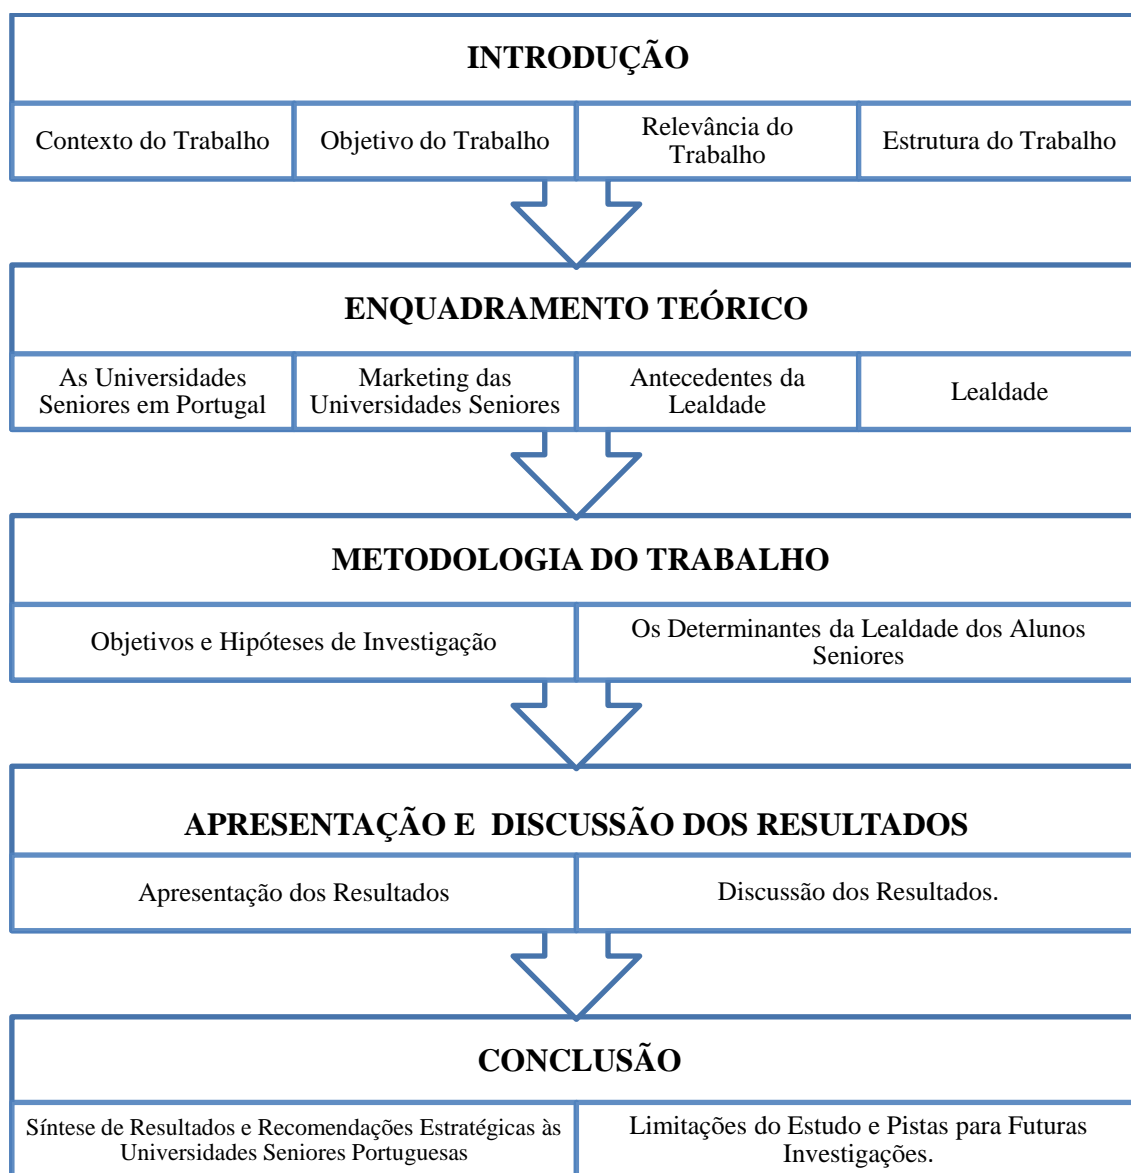 INTRODUÇÃO
Contexto do Trabalho
Objetivo do Trabalho
Relevância do
Trabalho
Estrutura do Trabalho
ENQUADRAMENTO TEÓRICO
As Universidades
Seniores em Portugal
Marketing das
Universidades Seniores
Antecedentes da
Lealdade
Lealdade
METODOLOGIA DO TRABALHO
Objetivos e Hipóteses de Investigação
Os Determinantes da Lealdade dos Alunos
Seniores
APRESENTAÇÃO E DISCUSSÃO DOS RESULTADOS
Apresentação dos Resultados
Discussão dos Resultados.
CONCLUSÃO
Síntese de Resultados e Recomendações Estratégicas às
Universidades Seniores Portuguesas
Limitações do Estudo e Pistas para Futuras
Investigações.